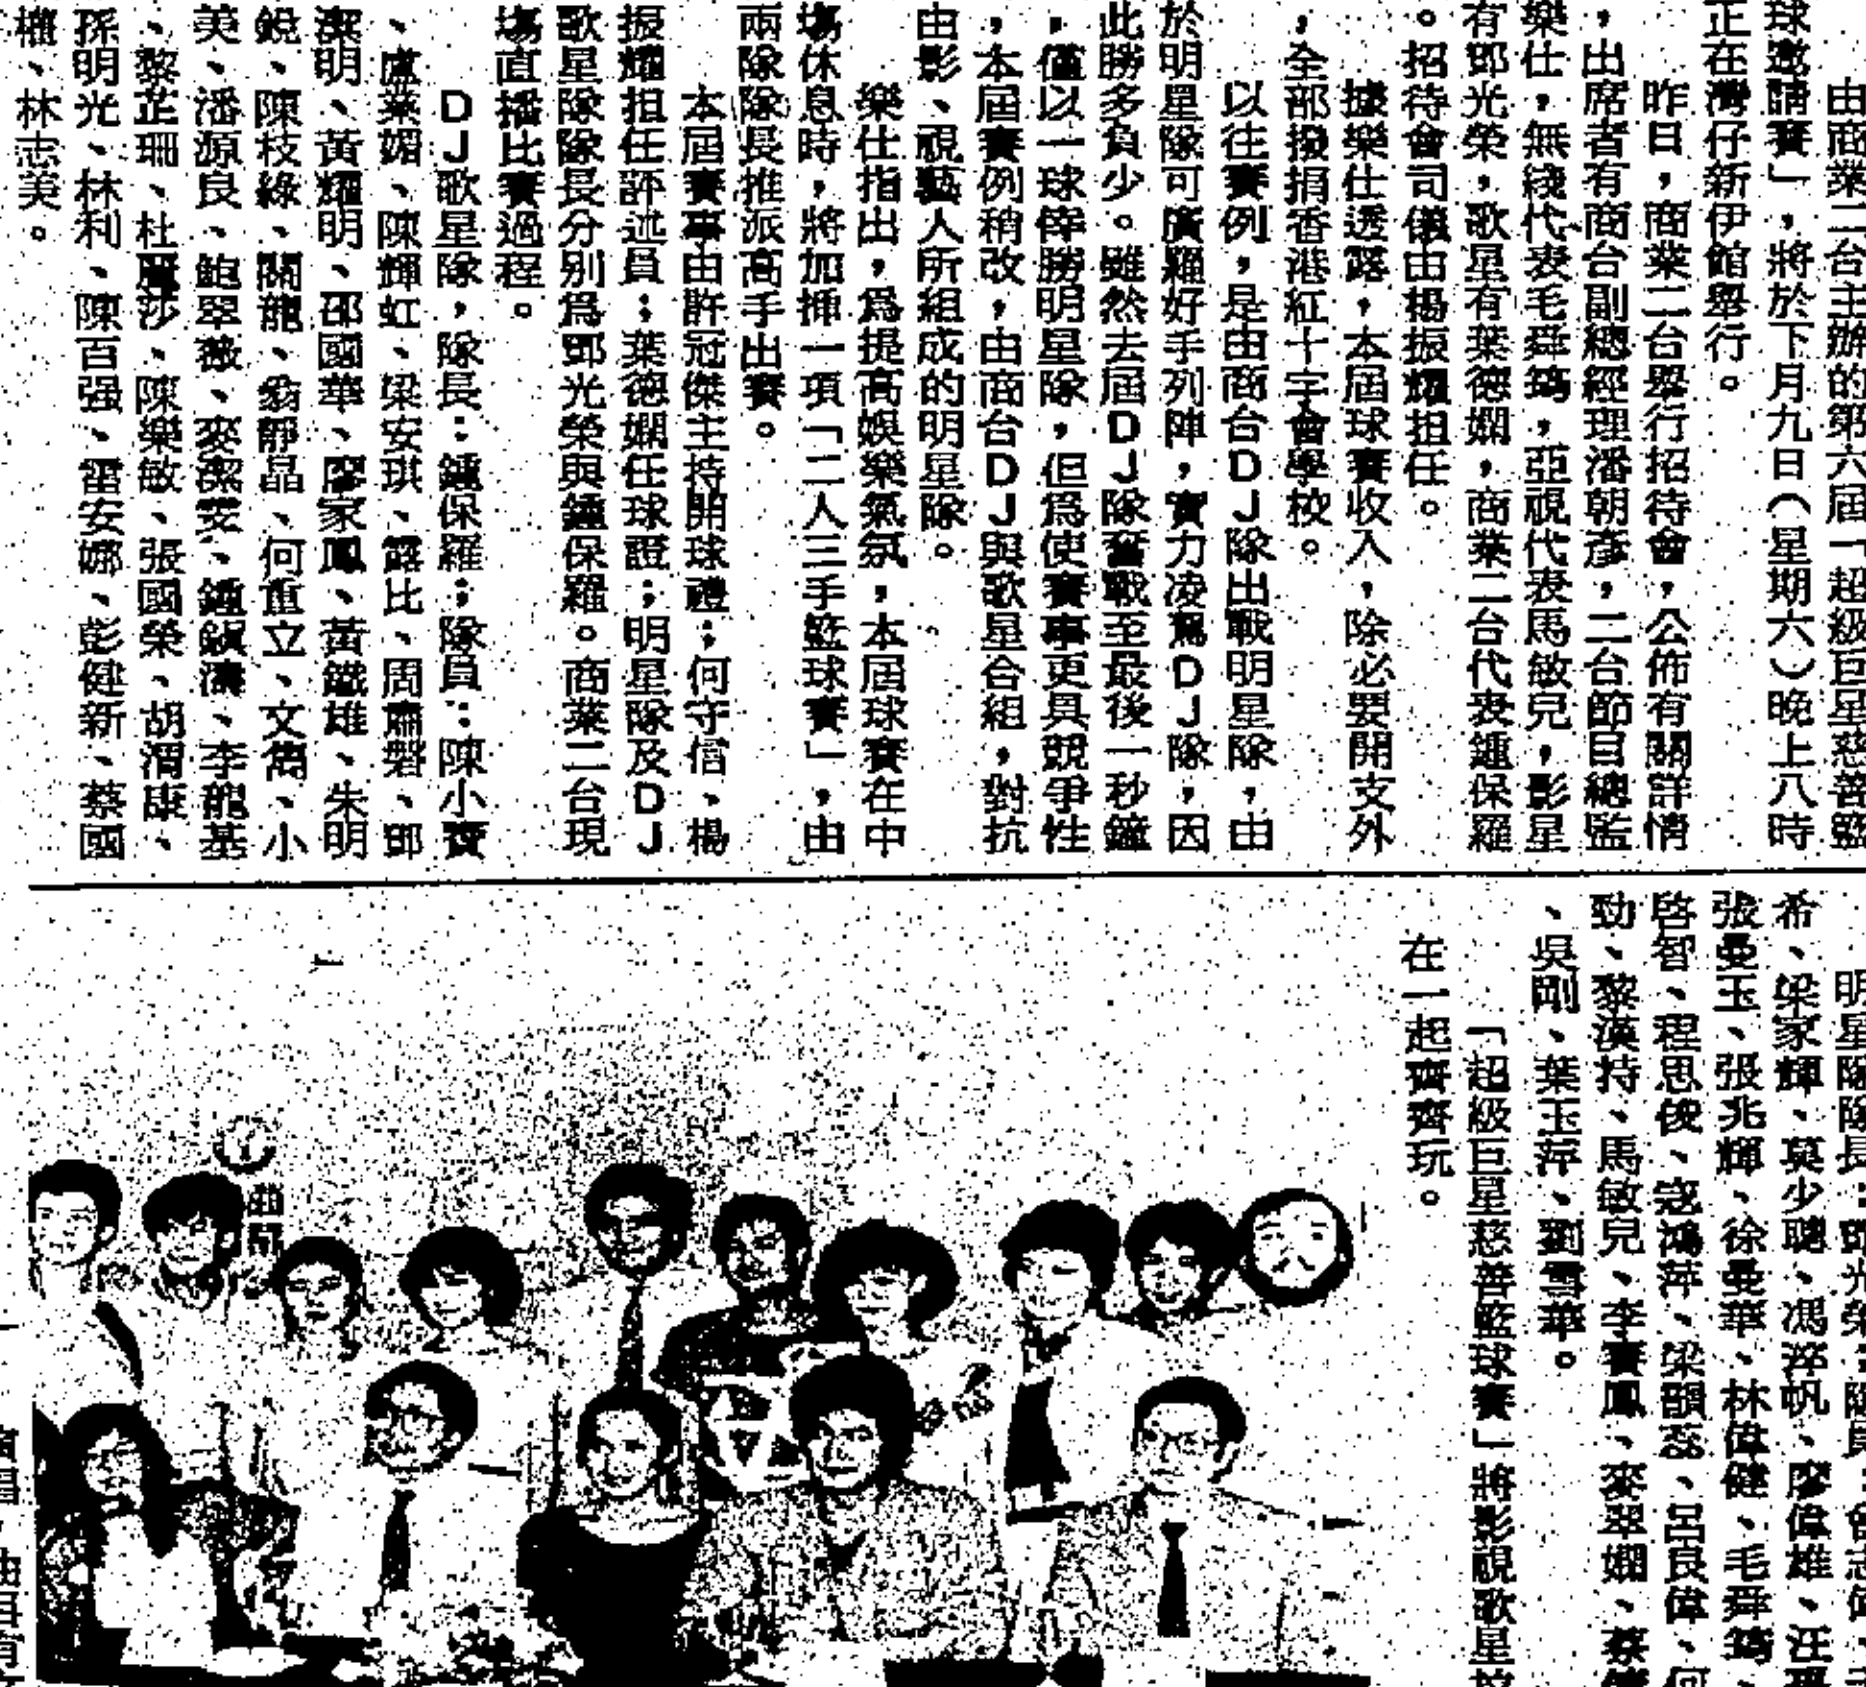 由商業二台主辦的第六屆「超級巨星慈善籃
球邀請賽」，將於下月九日（星期六）晚上八時
正在灣仔新伊館舉行。
昨日，商業二台舉行招待會，公佈有關詳情
，出席者有商台副總經理潘朝彥，二台節目總監
樂仕，無綫代表毛舜筠，亞視代表馬敏兒，影星
有鄧光榮，歌星有葉德嫻，商業二台代表鍾保羅
。招待會司儀由楊振耀担任。
據樂仕透露，本屆球賽收入，除必要開支外
，全部撥捐香港紅十字會學校。
以往賽例，是由商台DJ隊出戰明星隊，由
於明星隊可廣羅好手列陣，實力凌駕DJ隊，因
此勝多負少。雖然去屆DJ隊奮戰至最後一秒鐘
，僅以一球倖勝明星隊，但爲使賽事更具競爭性
，本屆賽例稍改，由商台DJ與歌星合組，對抗
由影、視藝人所組成的明星隊。
樂仕指出，爲提高娛樂氣氛，本屆球賽在中
塲休息時，將加揷一項「二人三手籃球賽」，由
兩隊隊長推派高手出賽。
本屆賽事由許冠傑主持開球禮；何守信、楊
振耀担任評述員；葉德嫻任球證；明星隊及DJ
歌星隊隊長分别爲鄧光榮與鍾保羅。商業二台現
塲直播比賽過程。
DJ歌星隊，隊長：鍾保羅；隊員：陳小寶
、盧業媚、陳輝虹、梁安琪、露比、周肅磐、鄧
潔明、黃耀明、邵國華、廖家鳳、黃鐵雄、朱明
銳、陳枝綠、關龍、翁靜晶、何重立、文雋、小
美、潘源良、鮑翠薇、麥潔雯、鍾鎮濤、李龍基
、黎芷珊、杜麗莎、陳樂敏、張國榮、胡渭康、
孫明光、林利、陳百强、雷安娜、彭健新、蔡國
權、林志美。
明星隊隊長：鄧光榮；隊員：曾志偉、
希、梁家輝、莫少聰、馮淬帆、廖偉雄、汪
張曼玉、張兆輝、徐曼華、林偉健、毛舜筠、
啓智、程思俊、寇鴻萍、梁韻蕊、呂良偉、何
勁、黎漢持、馬敏兒、李寶鳳、麥翠嫻、蔡
、吳剛、葉玉萍、劉雪華。
「超級巨星慈善籃球賽」將影視歌星
在一起齊齊玩。